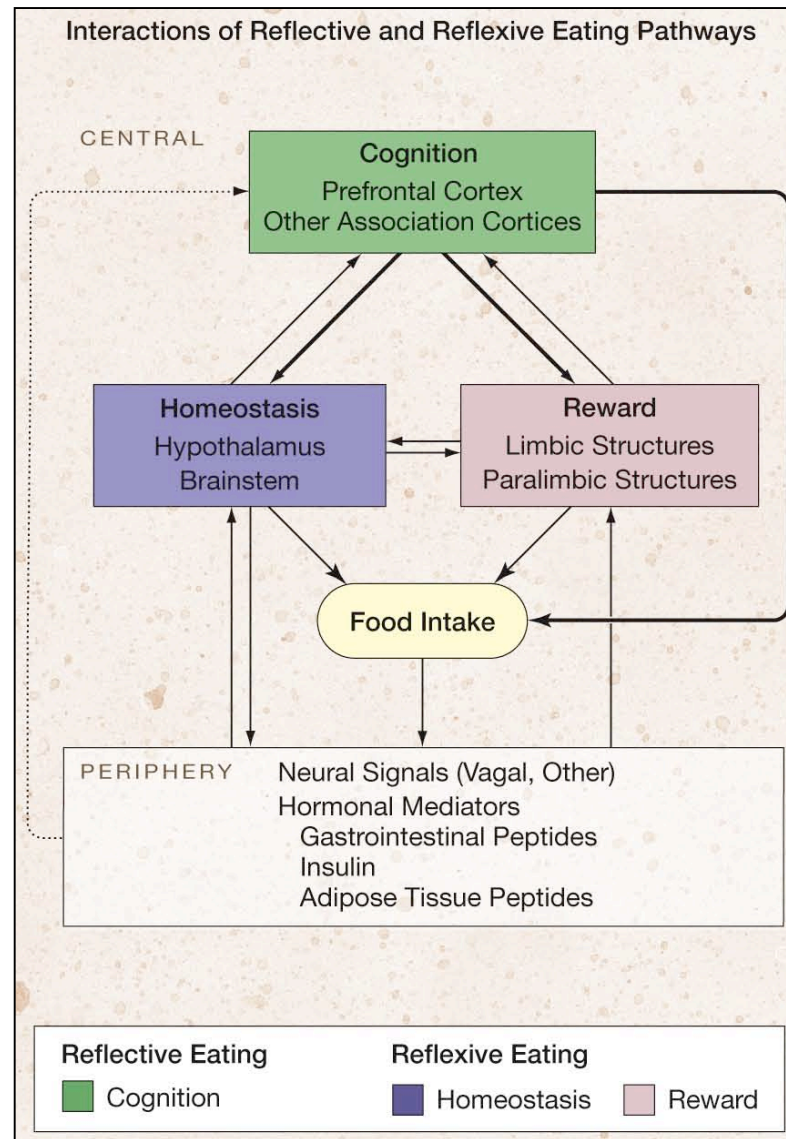 Interactions of Reflective and Reflexive Eating Pathways
CENTRAL
Cognition
Prefrontal Cortex
Other Association Cortices
Homeostasis
Hypothalamus
Brainstem
Reward
Limbic Structures
Paralimbic Structures
Food Intake
PERIPHERY
Neural Signals (Vagal, Other)
Hormonal Mediators
Gastrointestinal Peptides
Insulin
Adipose Tissue Peptides
Reflective Eating
Cognition
Reflexive Eating
Homeostasis
Reward